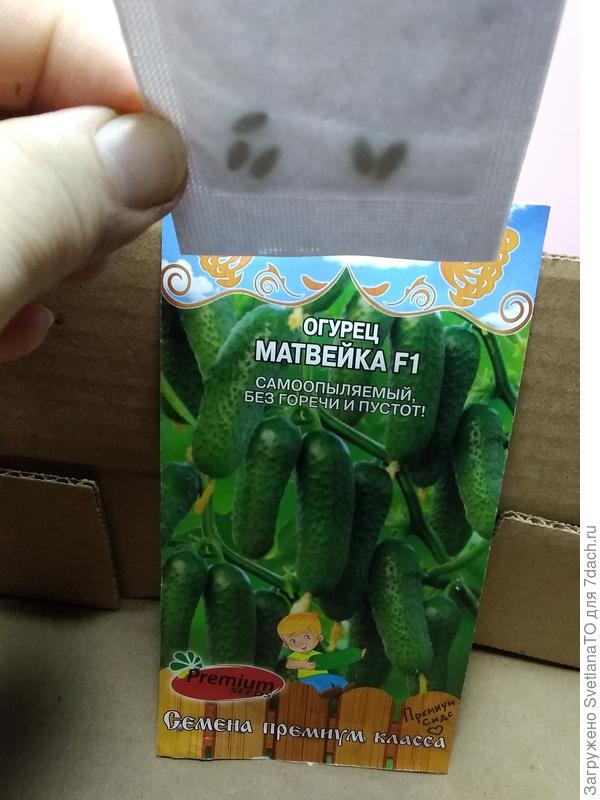 ОГУРЕЦ
МАТВЕЙКА F1
САМООПЫЛЯЕМЫЙ,
БЕЗ ГОРЕЧИ И ПУСТОТ!
Premium
SEEDS
ПРЕМИУМ
СИДС
Семена премиум класса
Загружено SvetlanaTO для 7dach.ru